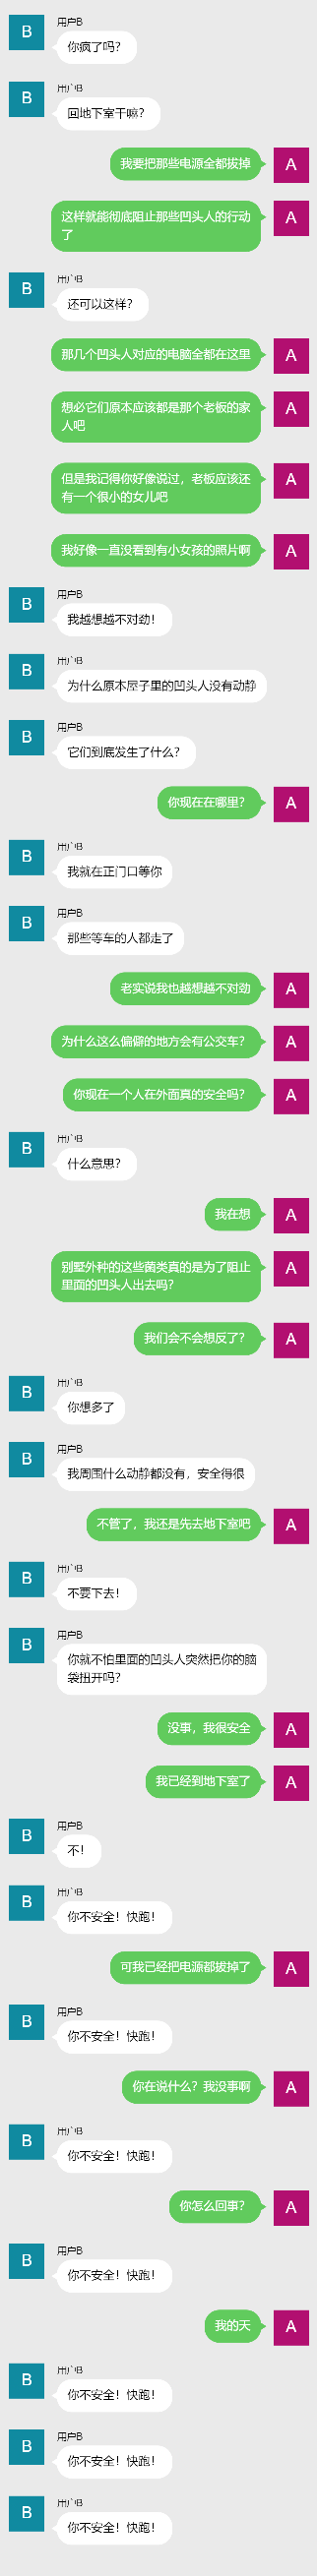 B
用户B
你疯了吗？
B
用户B
回地下室干嘛？
我要把那些电源全都拔掉
A
这样就能彻底阻止那些凹头人的行动
了
A
B
用户B
还可以这样？
那几个凹头人对应的电脑全都在这里
A
想必它们原本应该都是那个老板的家
人吧
A
但是我记得你好像说过，老板应该还
有一个很小的女儿吧
A
我好像一直没看到有小女孩的照片啊
A
B
用户B
我越想越不对劲！
B
用户B
为什么原本屋子里的凹头人没有动静
B
用户B
它们到底发生了什么？
你现在在哪里？
A
B
用户B
我就在正门口等你
B
用户B
那些等车的人都走了
老实说我也越想越不对劲
A
为什么这么偏僻的地方会有公交车？
A
你现在一个人在外面真的安全吗？
A
B
用户B
什么意思？
我在想
A
别墅外种的这些菌类真的是为了阻止
里面的凹头人出去吗？
A
我们会不会想反了？
A
B
用户B
你想多了
B
用户B
我周围什么动静都没有，安全得很
不管了，我还是先去地下室吧
A
B
用户B
不要下去！
B
用户B
你就不怕里面的凹头人突然把你的脑
袋扭开吗？
没事，我很安全
A
我已经到地下室了
A
B
用户B
不！
B
用户B
你不安全！快跑！
可我已经把电源都拔掉了
A
B
用户B
你不安全！快跑！
你在说什么？我没事啊
A
B
用户B
你不安全！快跑！
你怎么回事？
A
B
用户B
你不安全！快跑！
我的天
A
B
用户B
你不安全！快跑！
B
用户B
你不安全！快跑！
B
用户B
你不安全！快跑！